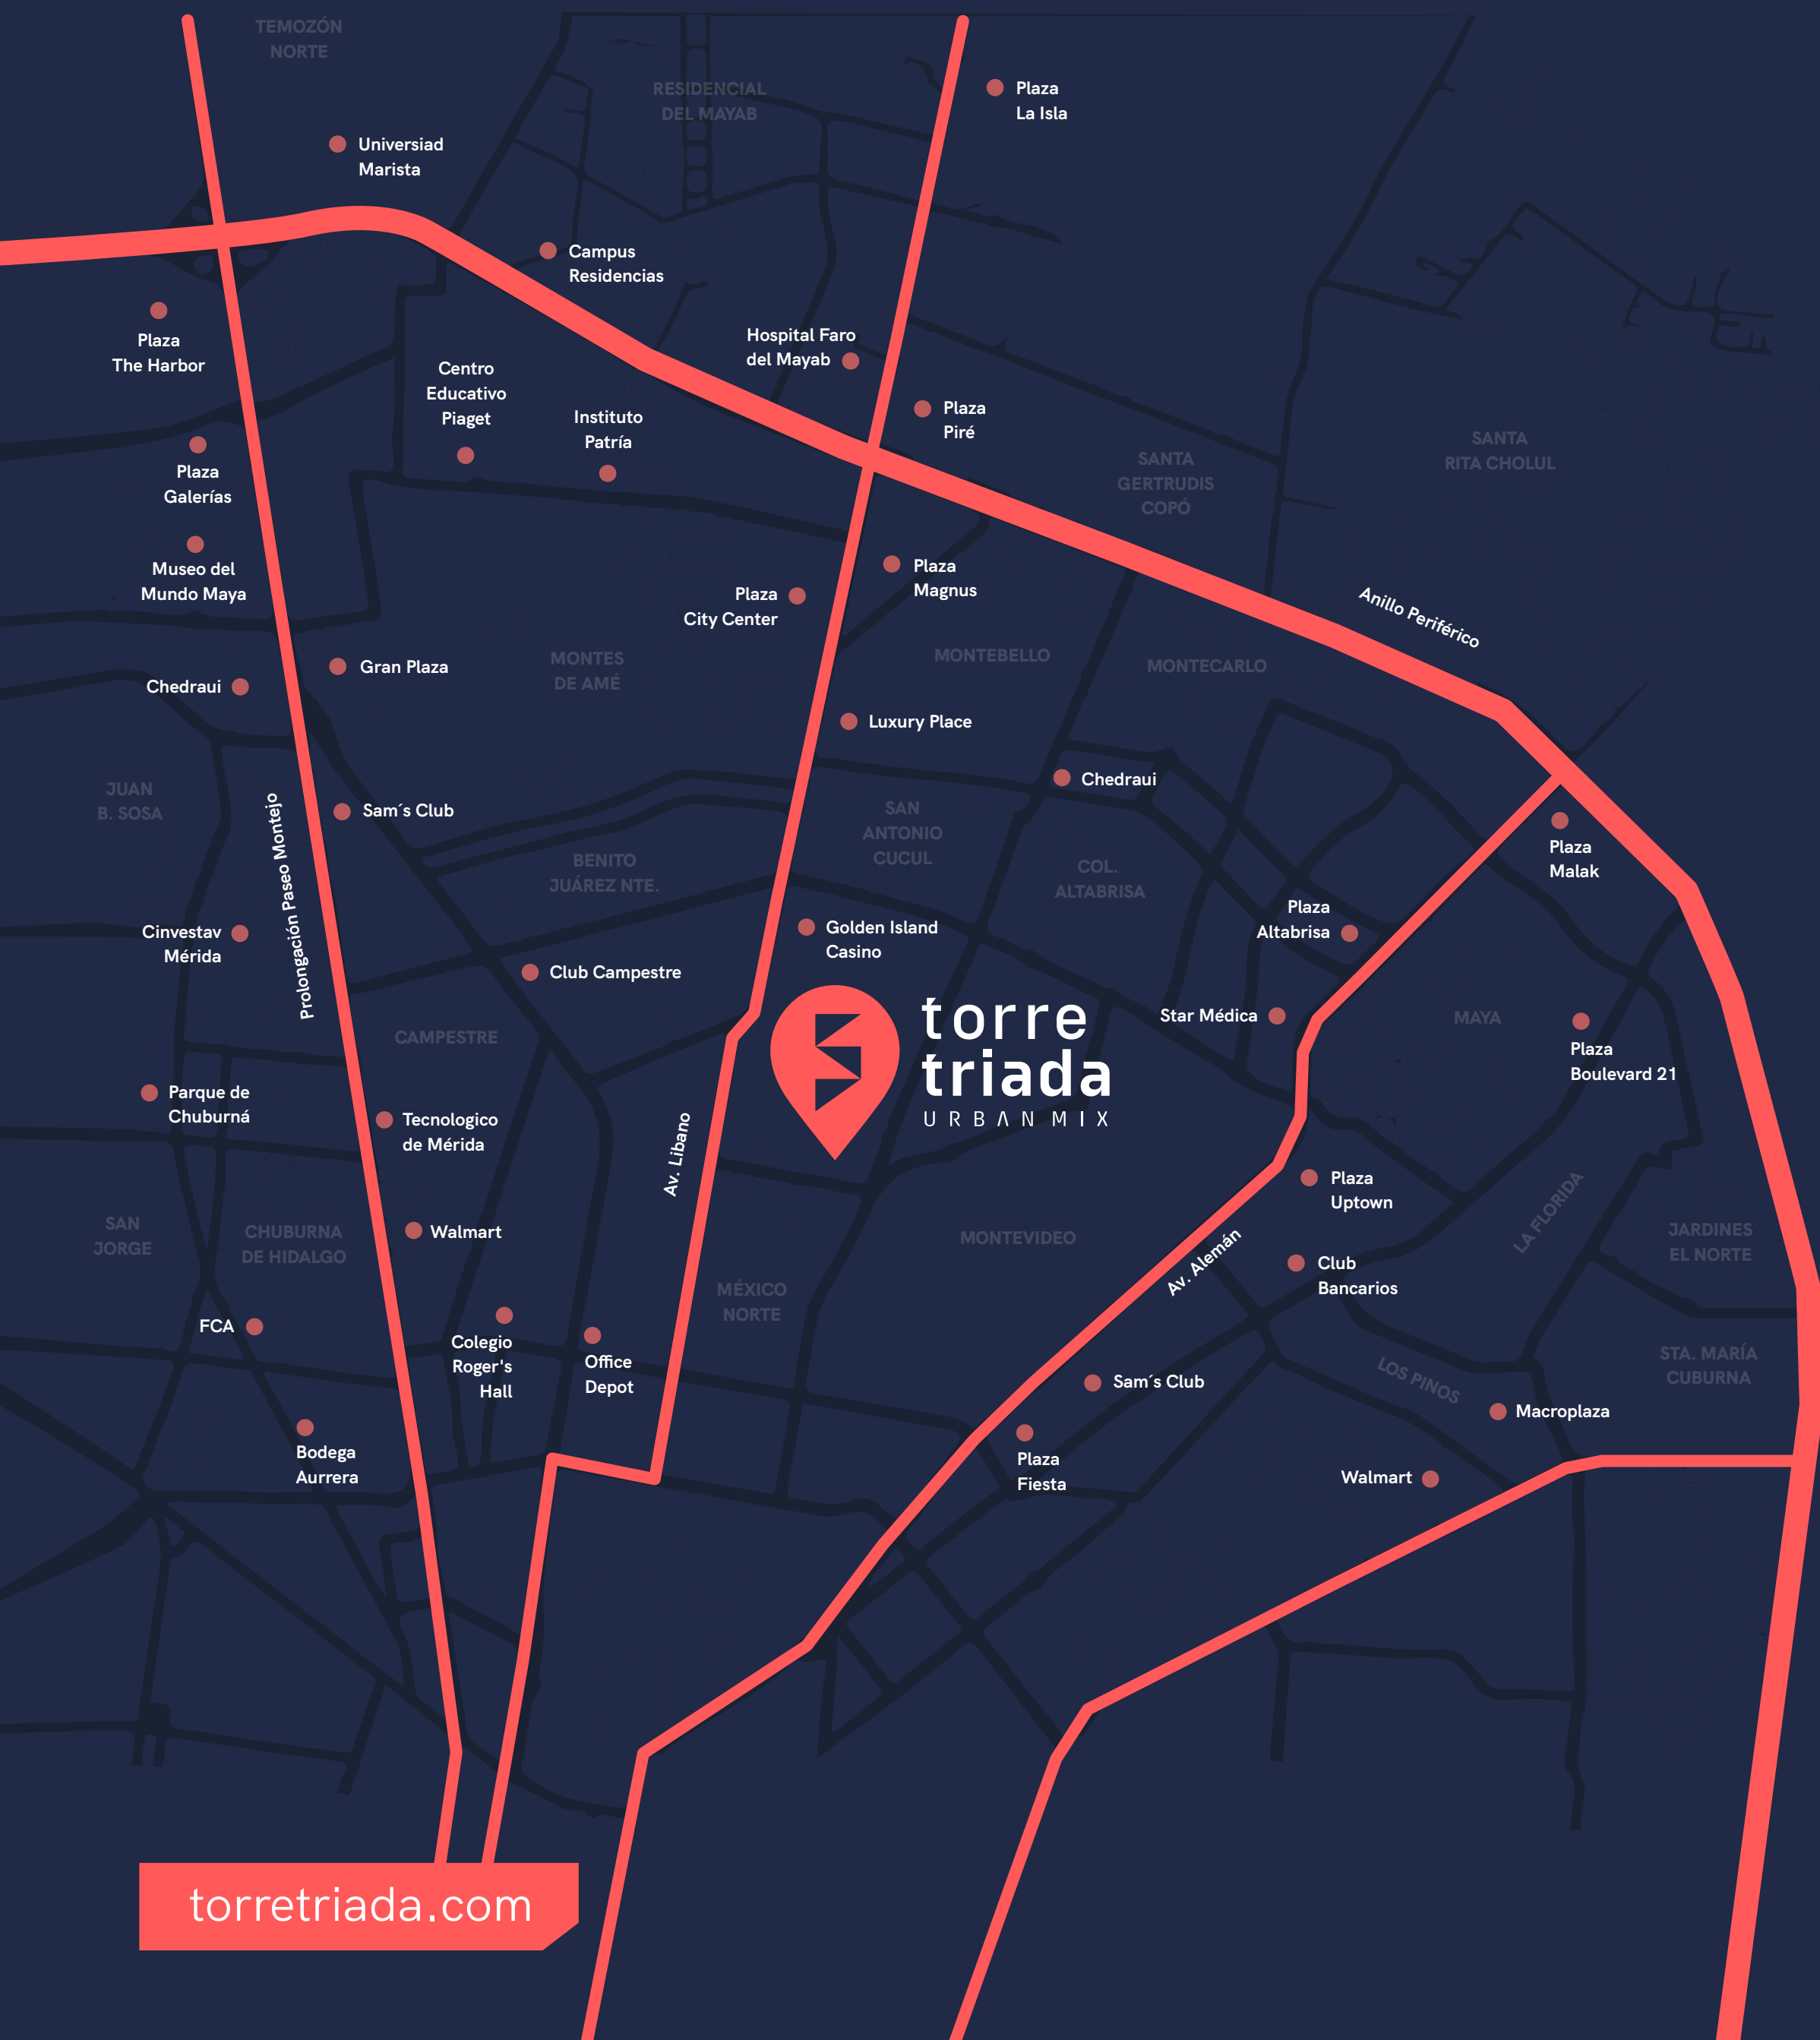 TEMOZÓN
NORTE
RESIDENCIAL
DEL MAYAB
Plaza
La Isla
Universiad
Marista
Campus
Residencias
Plaza
The Harbor
Hospital Faro
del Mayab
Centro
Educativo
Piaget
Instituto
Patría
Plaza
Piré
SANTA
RITA CHOLUL
SANTA
GERTRUDIS
COPÓ
Plaza
Galerías
Museo del
Mundo Maya
Plaza
Magnus
Plaza
City Center
Anillo Periférico
MONTES
DE AMÉ
MONTEBELLO
MONTECARLO
Gran Plaza
Chedraui
Luxury Place
Chedraui
JUAN
B. SOSA
Sam´s Club
SAN
ANTONIO
CUCUL
Plaza
Malak
BENITO
JUÁREZ NTE.
COL.
ALTABRISA
Prolongación Paseo Montejo
Plaza
Altabrisa
Cinvestav
Mérida
Golden Island
Casino
Club Campestre
torre
triada
URBAN MIX
Star Médica
MAYA
CAMPESTRE
Plaza
Boulevard 21
Parque de
Chuburná
Tecnologico
de Mérida
Av. Libano
Plaza
Uptown
LA FLORIDA
SAN
JORGE
CHUBURNA
DE HIDALGO
Walmart
MONTEVIDEO
JARDINES
EL NORTE
Av. Alemán
Club
Bancarios
MÉXICO
NORTE
FCA
Colegio
Roger's
Hall
Office
Depot
STA. MARÍA
CUBURNA
LOS PINOS
Sam´s Club
Macroplaza
Bodega
Aurrera
Plaza
Fiesta
Walmart
torretriada.com